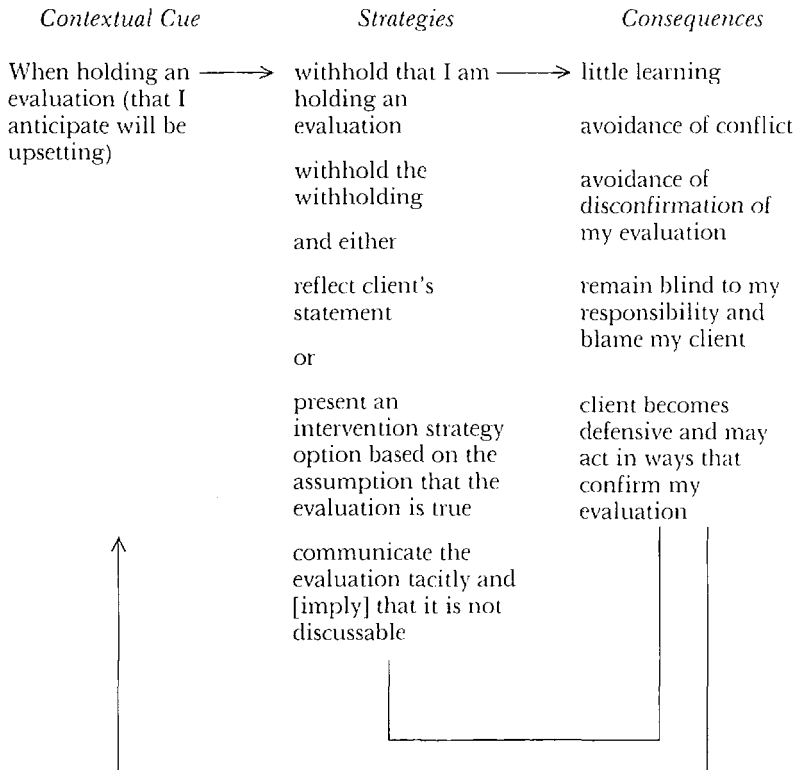 Contextual Cue
Strategies
Consequences
When holding an
evaluation (that I
anticipate will be
upsetting)
withhold that I am
holding an
evaluation
withhold the
withholding
and either
reflect client's
statement
or
present an
intervention strategy
option based on the
assumption that the
evaluation is true
communicate the
evaluation tacitly and
[imply] that it is not
discussable
little learning
avoidance of conflict
avoidance of
disconfirmation of
my evaluation
remain blind to my
responsibility and
blame my client
client becomes
defensive and may
act in ways that
confirm my
evaluation